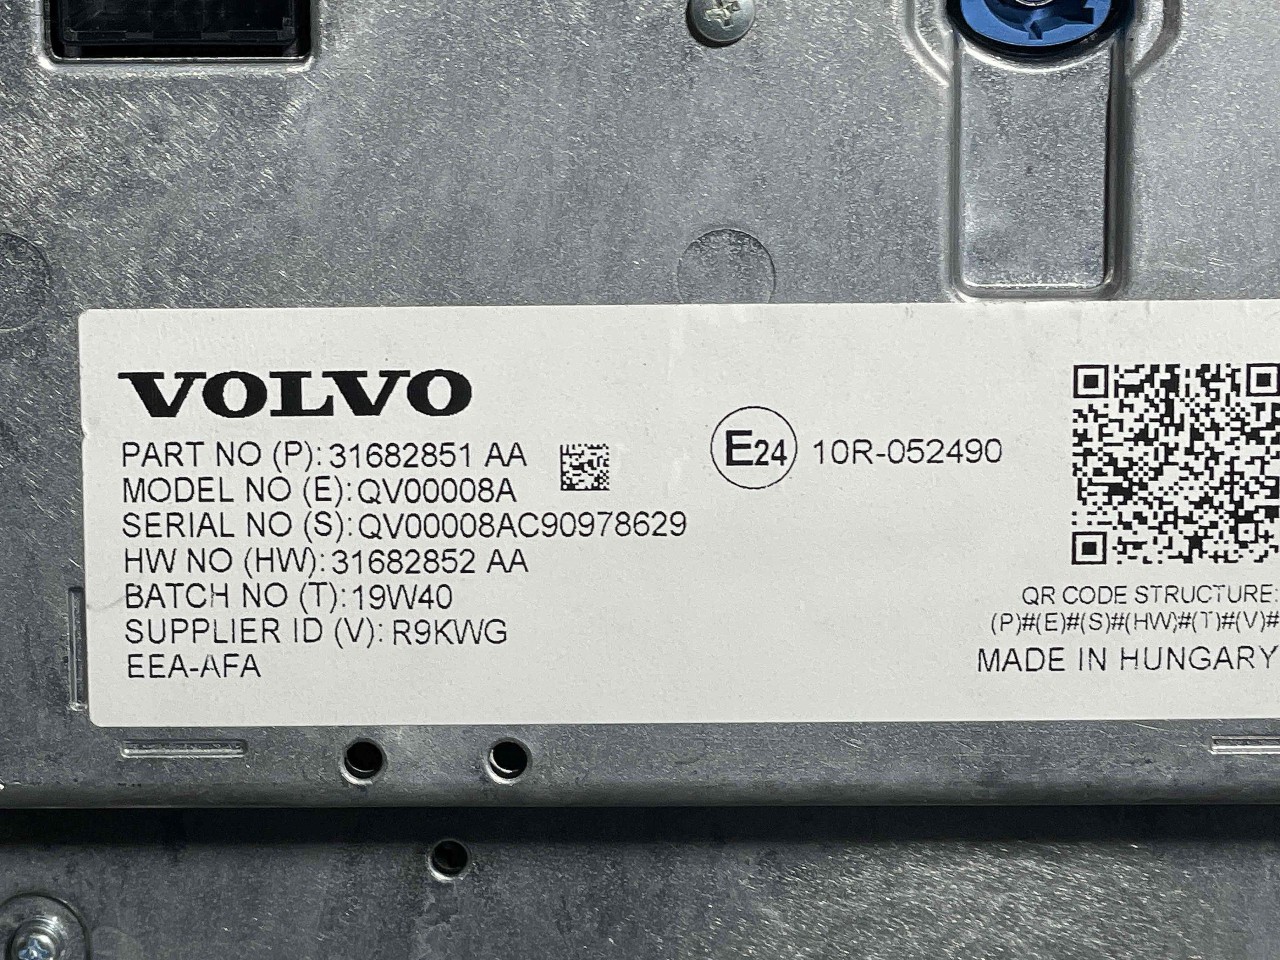 VOLVO
PART NO (P): 31682851 AA
MODEL NO (E): QV00008A
SERIAL NO (S): QV00008AC90978629
HW NO (HW): 31682852 AA
BATCH NO (T): 19W40
SUPPLIER ID (V): R9KWG
EEA-AFA
E24 10R-052490
QR CODE STRUCTURE:
(P)#(E)#(S)#(HW)#(T)#(V)#
MADE IN HUNGARY